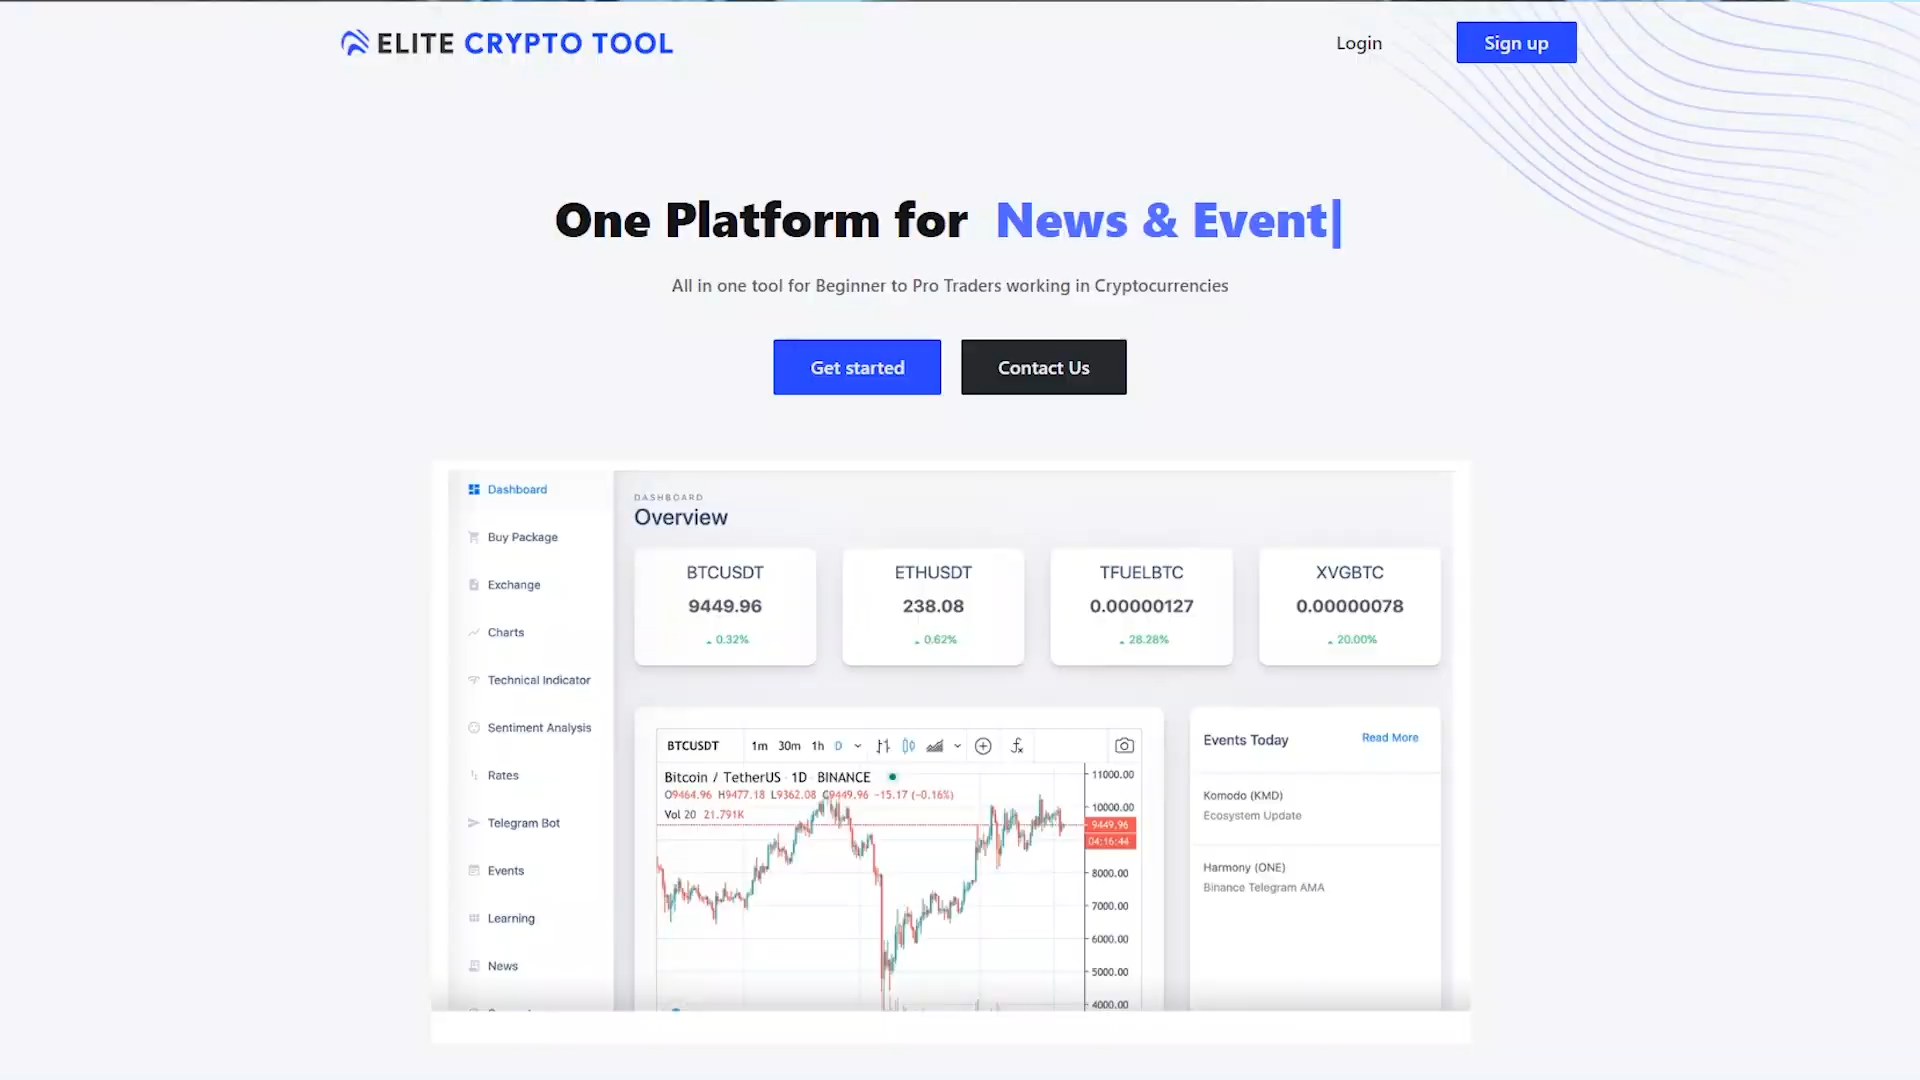 ELITE CRYPTO TOOL
Login
Sign up
One Platform for News & Event|
All in one tool for Beginner to Pro Traders working in Cryptocurrencies
Get started
Contact Us
Dashboard
Buy Package
Exchange
Charts
Technical Indicator
Sentiment Analysis
Rates
Telegram Bot
Events
Learning
News
DASHBOARD
Overview
BTCUSDT
9449.96
0.32%
ETHUSDT
238.08
0.62%
TFUELBTC
0.00000127
28.28%
XVGBTC
0.00000078
20.00%
BTCUSDT 1m 30m 1h D
Bitcoin / TetherUS · 1D · BINANCE
O9464.96 H9477.18 L9362.08 C9449.96 −15.17 (−0.16%)
Vol 20 21.791K
11000.00
10000.00
9449.96
04:16:44
8000.00
7000.00
6000.00
5000.00
4000.00
Events Today
Read More
Komodo (KMD)
Ecosystem Update
Harmony (ONE)
Binance Telegram AMA